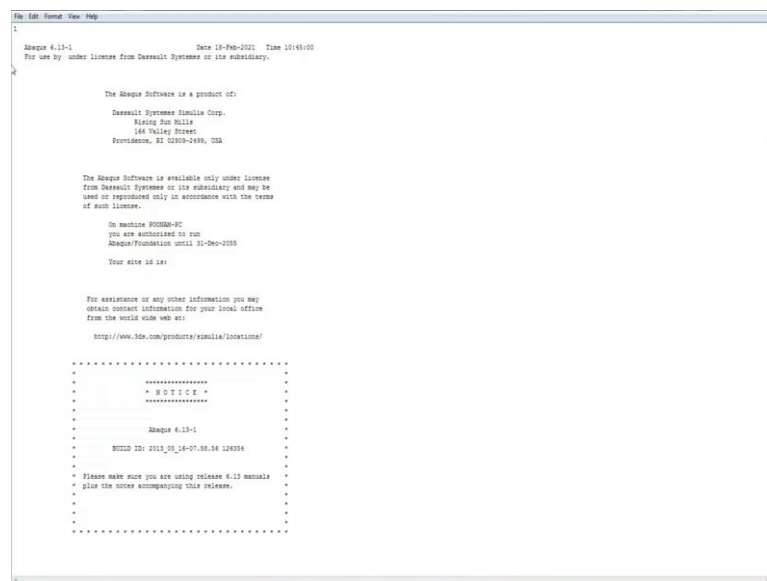 File Edit Format View Help
1
Abaqus 6.13-1 Date 18-Feb-2021 Time 10:45:00
For use by under license from Dassault Systemes or its subsidiary.
The Abaqus Software is a product of:
Dassault Systemes Simulia Corp.
Rising Sun Mills
166 Valley Street
Providence, RI 02909-2499, USA
The Abaqus Software is available only under license
from Dassault Systemes or its subsidiary and may be
used or reproduced only in accordance with the terms
of such license.
On machine POONAM-PC
you are authorized to run
Abaqus/Foundation until 31-Dec-2055
Your site id is:
For assistance or any other information you may
obtain contact information for your local office
from the world wide web at:
http://www.3ds.com/products/simulia/locations/
* * * * * * * * * * * * * * * * * * * * * * * * * * * * * *
* *
* ***************** *
* * N O T I C E * *
* ***************** *
* *
* *
* Abaqus 6.13-1 *
* *
* BUILD ID: 2013_05_16-07.58.56 126354 *
* *
* *
* Please make sure you are using release 6.13 manuals *
* plus the notes accompanying this release. *
* *
* *
* *
* *
* * * * * * * * * * * * * * * * * * * * * * * * * * * * * *